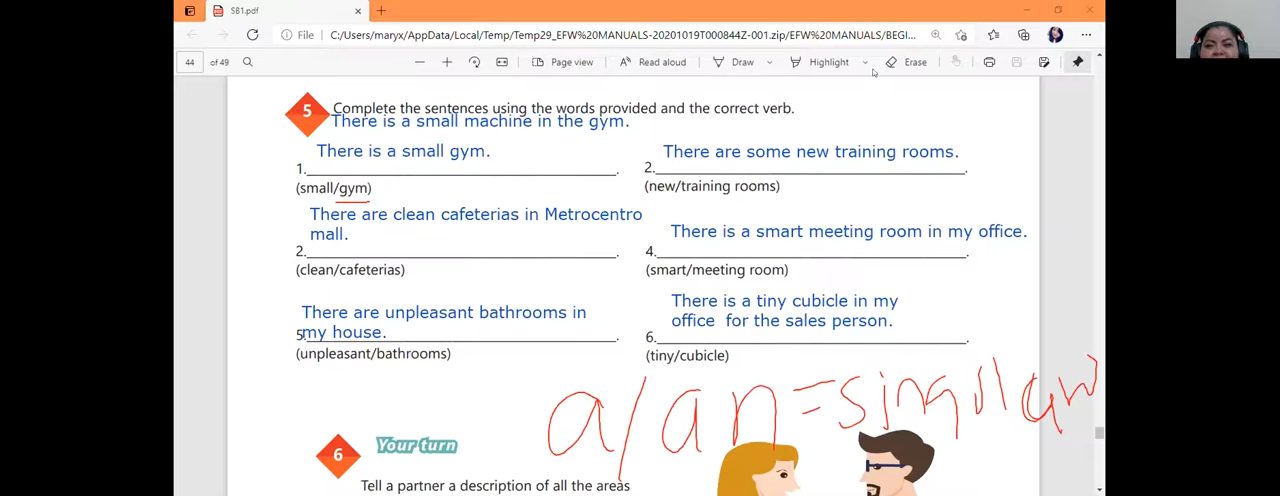 SB1.pdf
File
C:/Users/maryx/AppData/Local/Temp/Temp29_EFW%20MANUALS-20201019T000844Z-001.zip/EFW%20MANUALS/BEGI...
44 of 49
Page view
Read aloud
Draw
Highlight
Erase
5 Complete the sentences using the words provided and the correct verb.
There is a small machine in the gym.
There is a small gym.
1.
(small/gym)
There are some new training rooms.
2.
(new/training rooms)
There are clean cafeterias in Metrocentro
mall.
2.
(clean/cafeterias)
There is a smart meeting room in my office.
4.
(smart/meeting room)
There are unpleasant bathrooms in
my house.
5.
(unpleasant/bathrooms)
There is a tiny cubicle in my
office for the sales person.
6.
(tiny/cubicle)
a/an=singular
6 Your turn
Tell a partner a description of all the areas